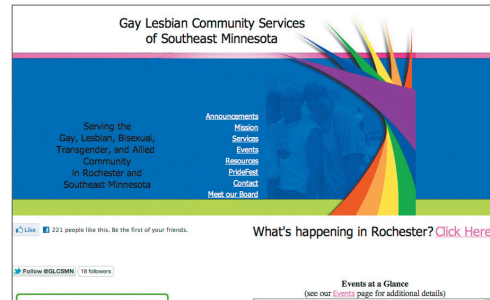 Gay Lesbian Community Services
of Southeast Minnesota
Announcements
Mission
Services
Events
Resources
PrideFest
Contact
Meet our Board
Serving the
Gay, Lesbian, Bisexual,
Transgender, and Allied
Community
in Rochester and
Southeast Minnesota
Like 221 people like this. Be the first of your friends.
What's happening in Rochester? Click Here
Follow @GLCSMN 18 followers
Events at a Glance
(see our Events page for additional details)